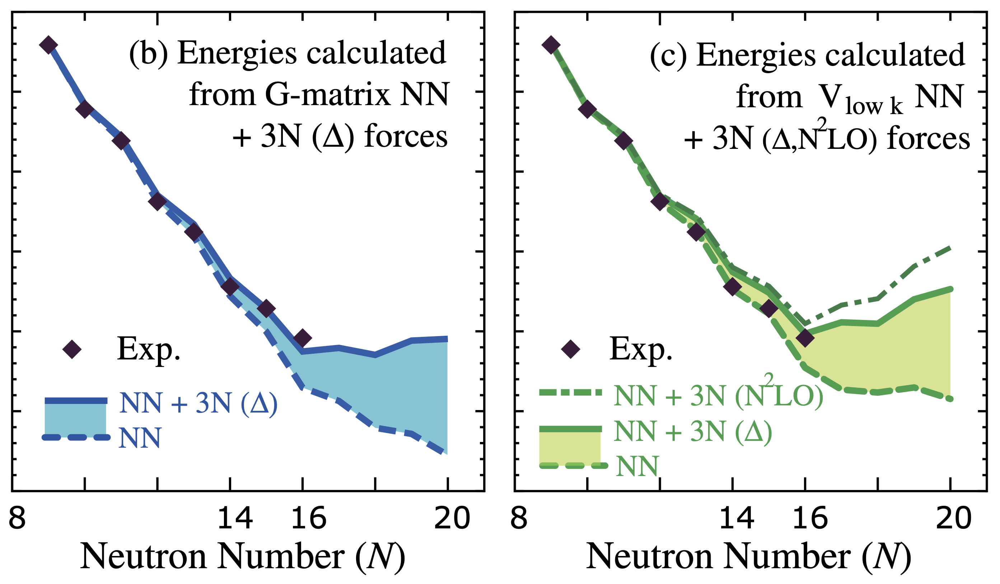 (b) Energies calculated
from G-matrix NN
+ 3N (Δ) forces
Exp.
NN + 3N (Δ)
NN
8 14 16 20
Neutron Number (N)
(c) Energies calculated
from V_low k NN
+ 3N (Δ,N²LO) forces
Exp.
NN + 3N (N²LO)
NN + 3N (Δ)
NN
8 14 16 20
Neutron Number (N)